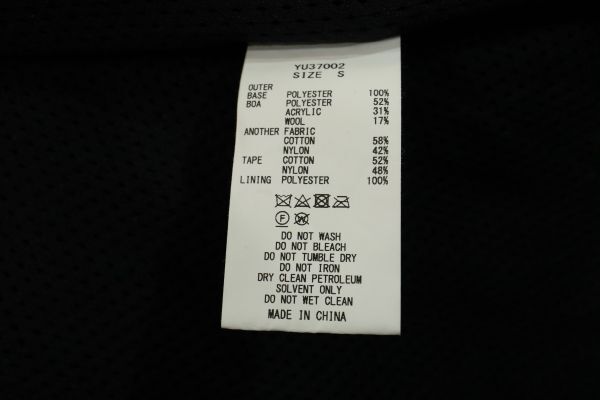 YU37002
SIZE S
OUTER
BASE POLYESTER 100%
BOA POLYESTER 52%
ACRYLIC 31%
WOOL 17%
ANOTHER FABRIC
COTTON 58%
NYLON 42%
TAPE COTTON 52%
NYLON 48%
LINING POLYESTER 100%
F W
DO NOT WASH
DO NOT BLEACH
DO NOT TUMBLE DRY
DO NOT IRON
DRY CLEAN PETROLEUM
SOLVENT ONLY
DO NOT WET CLEAN
MADE IN CHINA